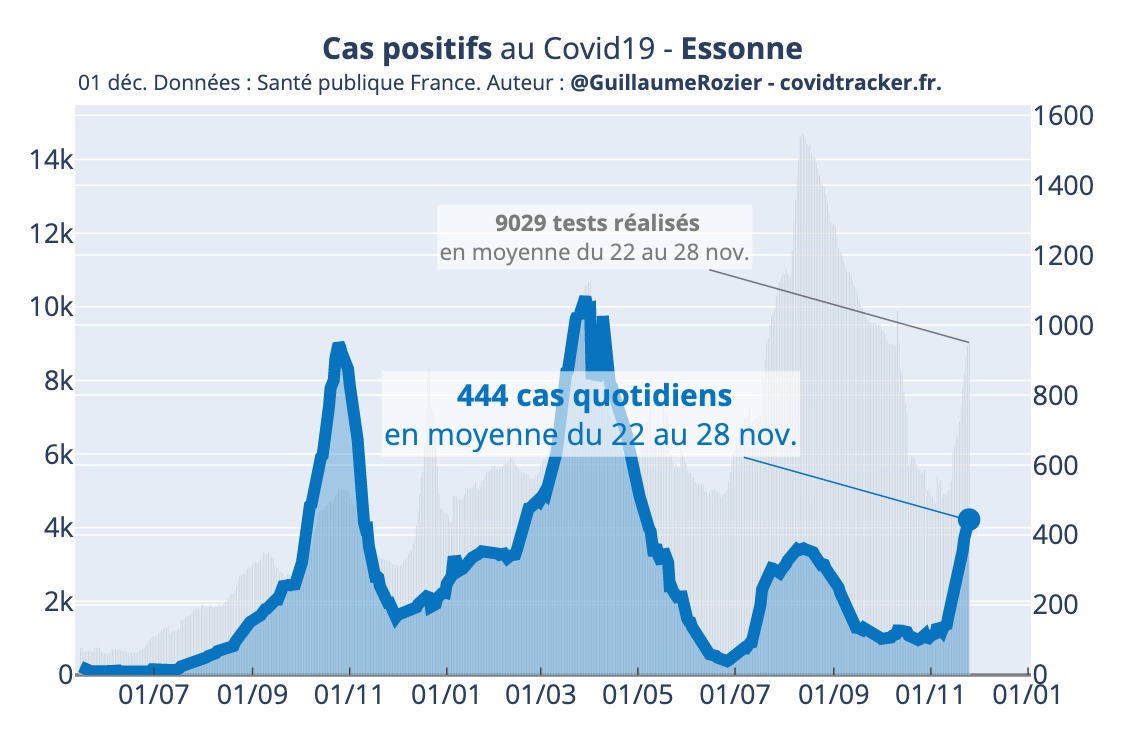 Cas positifs au Covid19 - Essonne
01 déc. Données : Santé publique France. Auteur : @GuillaumeRozier - covidtracker.fr.
1600
14k
1400
9029 tests réalisés
12k
en moyenne du 22 au 28 nov.
1200
10k
1000
8k
444 cas quotidiens
800
en moyenne du 22 au 28 nov.
6k
600
4k
400
2k
200
0
0
01/07 01/09 01/11 01/01 01/03 01/05 01/07 01/09 01/11 01/01